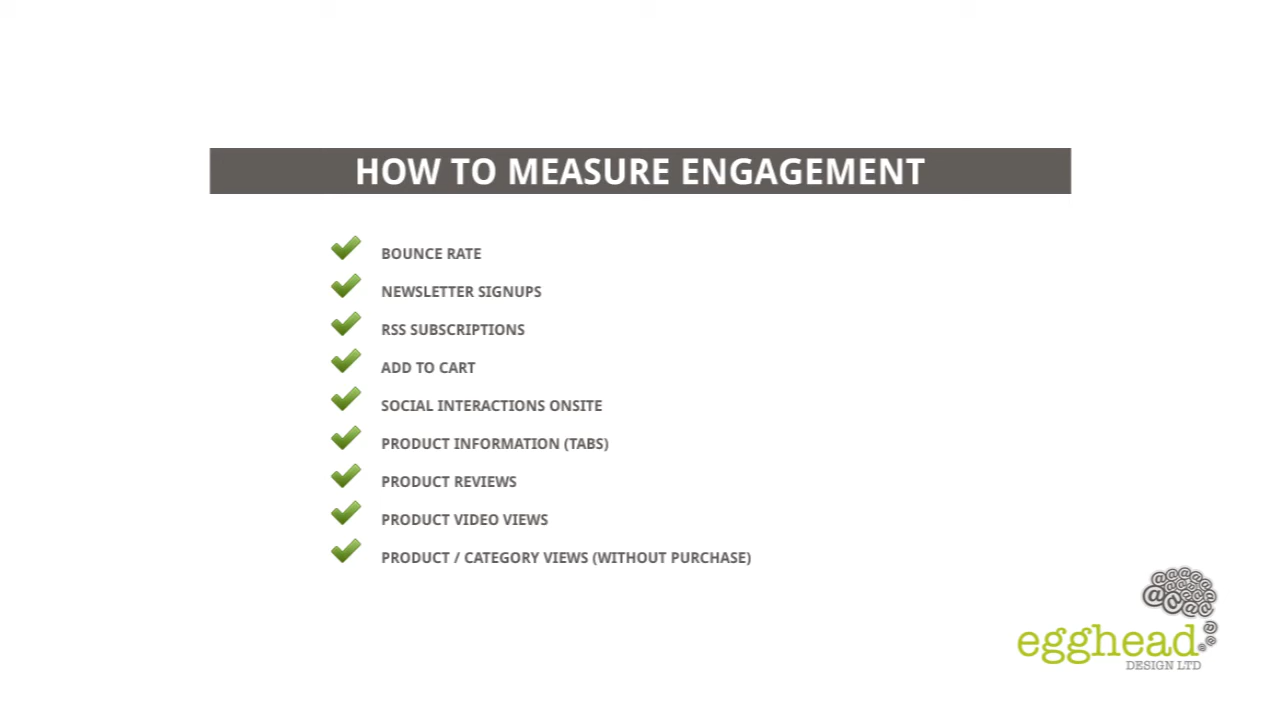 HOW TO MEASURE ENGAGEMENT
BOUNCE RATE
NEWSLETTER SIGNUPS
RSS SUBSCRIPTIONS
ADD TO CART
SOCIAL INTERACTIONS ONSITE
PRODUCT INFORMATION (TABS)
PRODUCT REVIEWS
PRODUCT VIDEO VIEWS
PRODUCT / CATEGORY VIEWS (WITHOUT PURCHASE)
egghead
DESIGN LTD